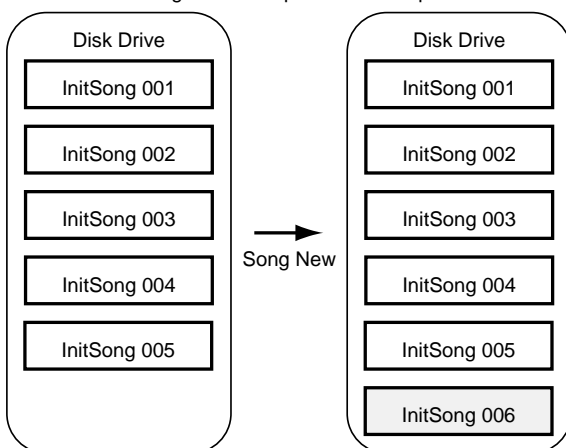 Disk Drive
InitSong 001
InitSong 002
InitSong 003
InitSong 004
InitSong 005
Song New
Disk Drive
InitSong 001
InitSong 002
InitSong 003
InitSong 004
InitSong 005
InitSong 006